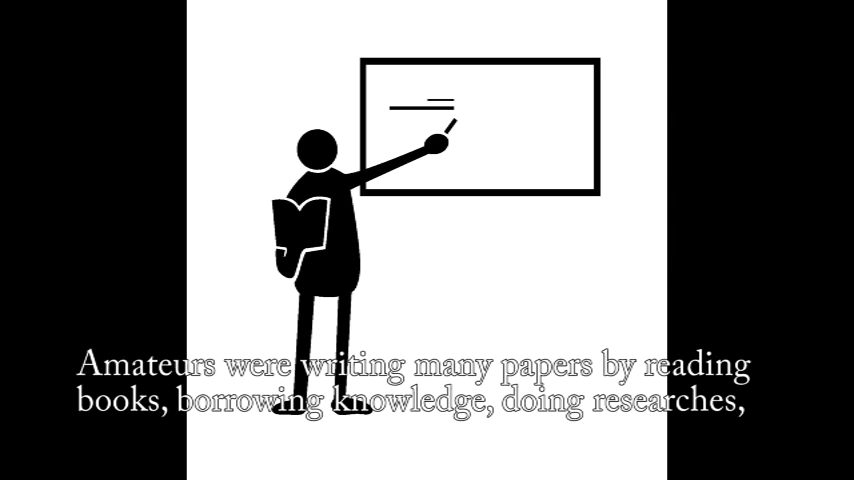 Amateurs were writing many papers by reading
books, borrowing knowledge, doing researches,